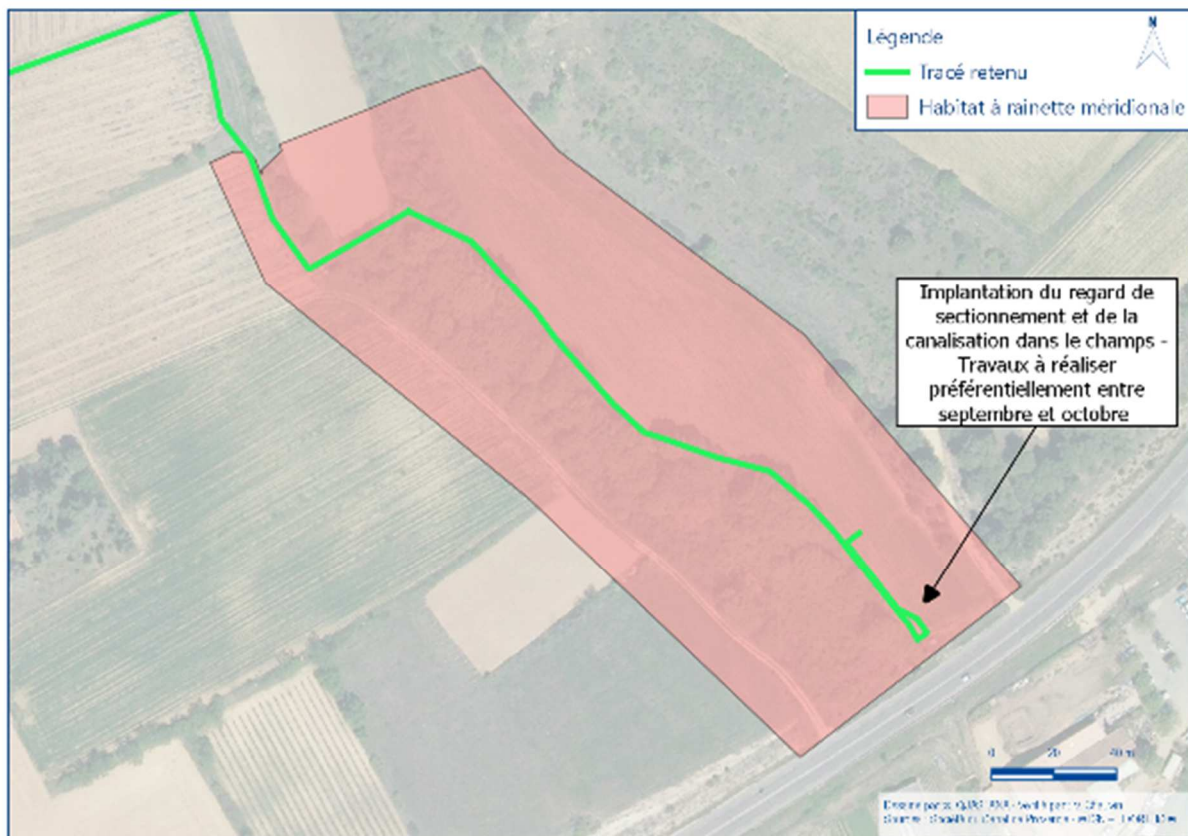 Légende
N
Tracé retenu
Habitat à rainette méridionale
Implantation du regard de
sectionnement et de la
canalisation dans le champs -
Travaux à réaliser
préférentiellement entre
septembre et octobre
0 20 40 m